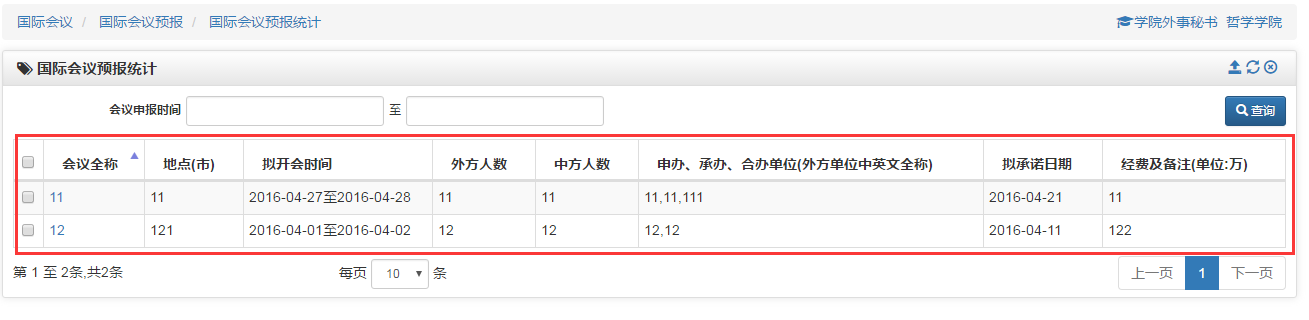 国际会议 / 国际会议预报 / 国际会议预报统计 学院外事秘书 哲学学院
国际会议预报统计
会议申报时间 至 查询
会议全称 地点(市) 拟开会时间 外方人数 中方人数 申办、承办、合办单位(外方单位中英文全称) 拟承诺日期 经费及备注(单位:万)
11 11 2016-04-27至2016-04-28 11 11 11,11,111 2016-04-21 11
12 121 2016-04-01至2016-04-02 12 12 12,12 2016-04-11 122
第 1 至 2条,共2条 每页 10 条 上一页 1 下一页